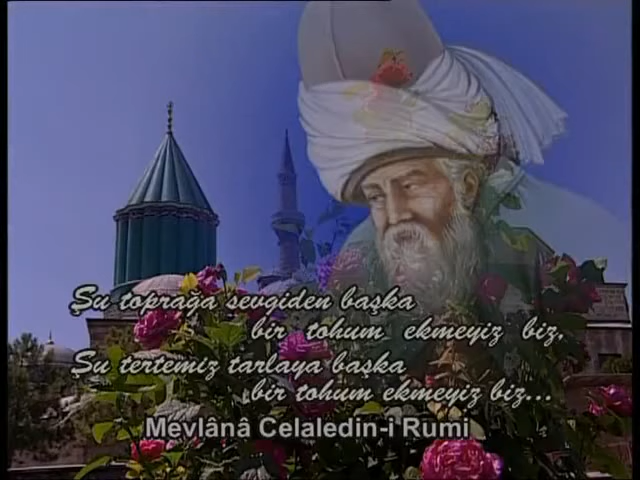 Şu toprağa sevgiden başka
bir tohum ekmeyiz biz,
Şu tertemiz tarlaya başka
bir tohum ekmeyiz biz...
Mevlânâ Celaledin-i Rumi